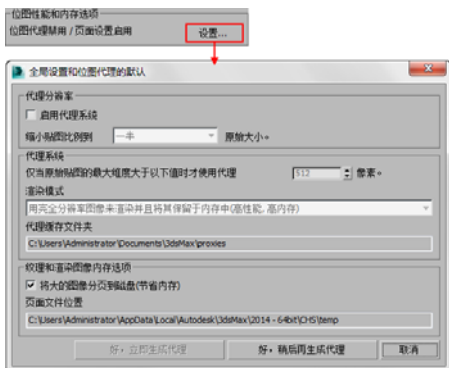 位图性能和内存选项
位图代理禁用 / 页面设置启用
设置...
全局设置和位图代理的默认
代理分辨率
启用代理系统
缩小贴图比例到 一半 原始大小。
代理系统
仅当原始贴图的最大维度大于以下值时才使用代理 512 像素。
渲染模式
用完全分辨率图像来渲染并且将其保留于内存中(高性能, 高内存)
代理缓存文件夹
C:\Users\Administrator\Documents\3dsMax\proxies
纹理和渲染图像内存选项
将大的图像分页到磁盘(节省内存)
页面文件位置
C:\Users\Administrator\AppData\Local\Autodesk\3dsMax\2014 - 64bit\CHS\temp
好，立即生成代理 好，稍后再生成代理 取消